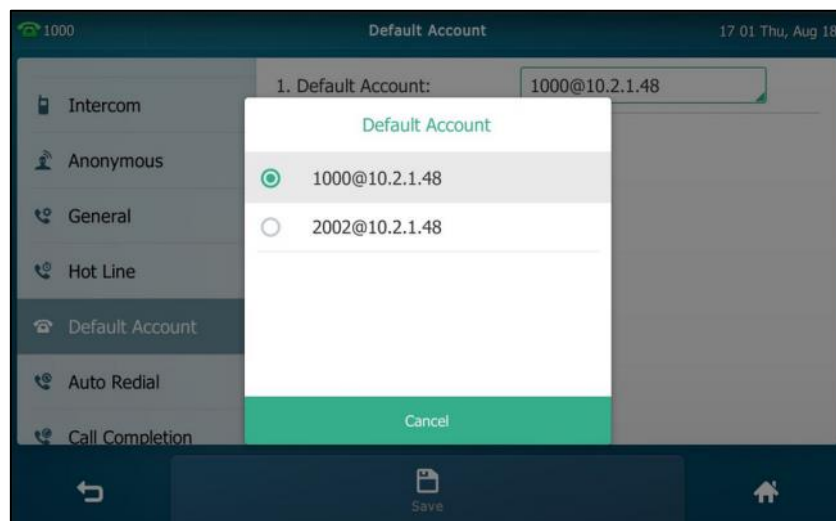 1000
Default Account
17 01 Thu, Aug 18
Intercom
Anonymous
General
Hot Line
Default Account
Auto Redial
Call Completion
1. Default Account:
1000@10.2.1.48
Default Account
1000@10.2.1.48
2002@10.2.1.48
Cancel
Save